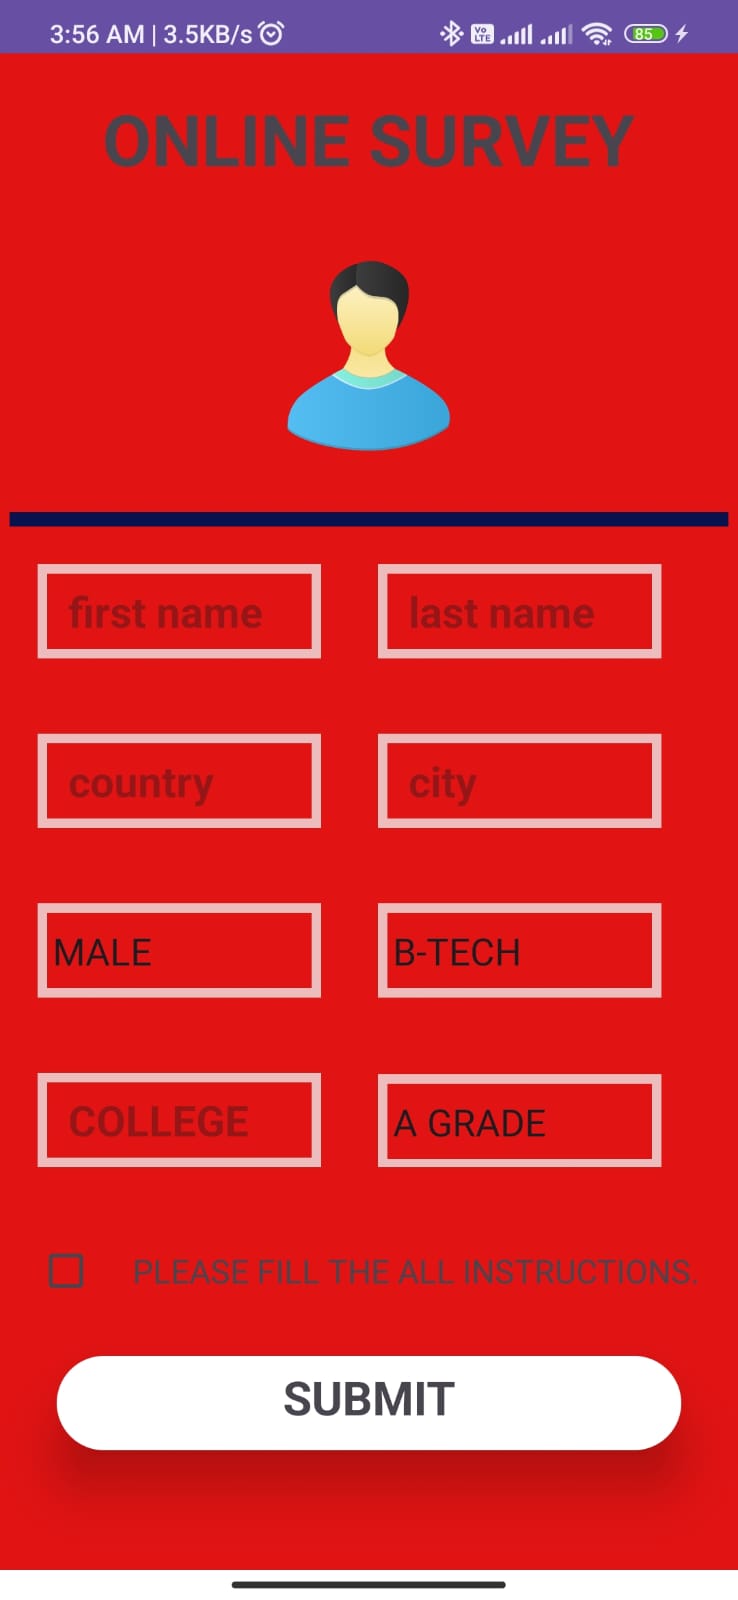 3:56 AM | 3.5KB/s Vo LTE 85
ONLINE SURVEY
first name last name
country city
MALE B-TECH
COLLEGE A GRADE
PLEASE FILL THE ALL INSTRUCTIONS.
SUBMIT